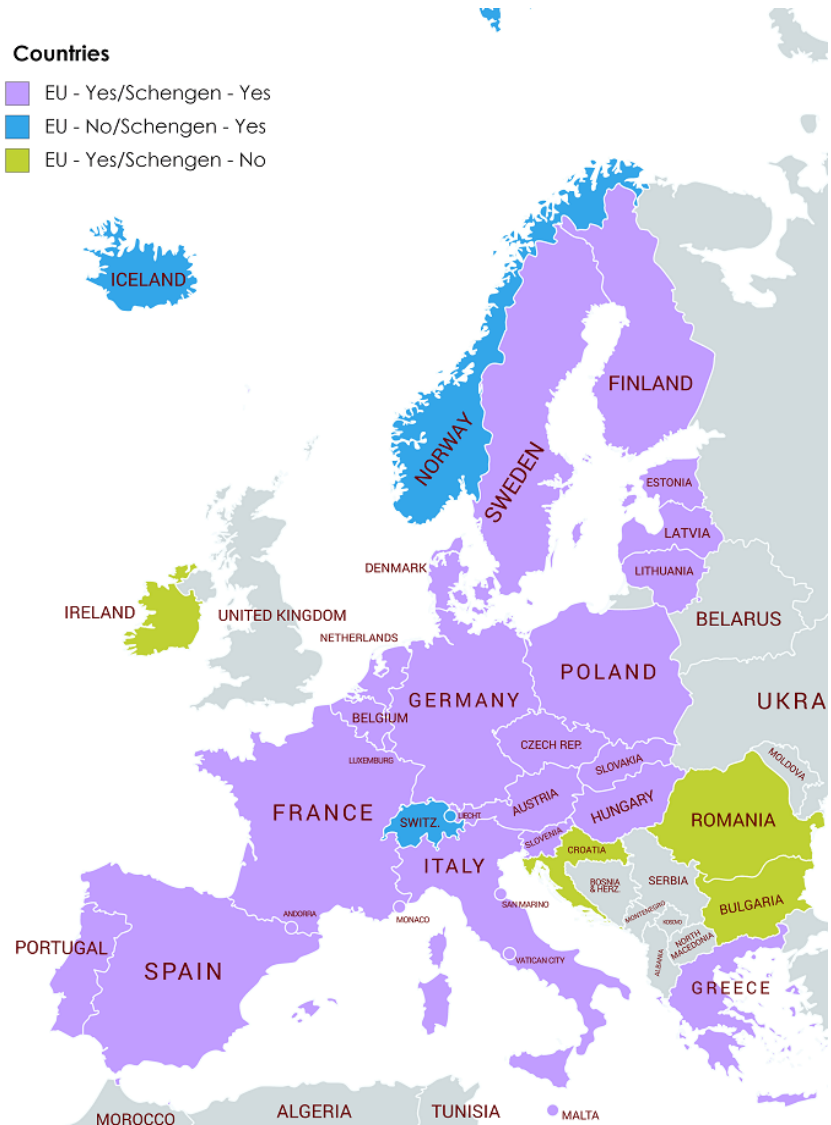 Countries
EU - Yes/Schengen - Yes
EU - No/Schengen - Yes
EU - Yes/Schengen - No
ICELAND
FINLAND
NORWAY
SWEDEN
ESTONIA
LATVIA
DENMARK
LITHUANIA
IRELAND
UNITED KINGDOM
BELARUS
NETHERLANDS
POLAND
GERMANY
UKRA
BELGIUM
CZECH REP.
LUXEMBURG
SLOVAKIA
MOLDOVA
AUSTRIA
HUNGARY
FRANCE
SWITZ.
LIECHT
ROMANIA
SLOVENIA
CROATIA
ITALY
BOSNIA
& HERZ.
SERBIA
SAN MARINO
BULGARIA
MONTENEGRO
KOSOVO
ANDORRA
MONACO
NORTH
MACEDONIA
PORTUGAL
SPAIN
VATICAN CITY
ALBANIA
GREECE
MOROCCO
ALGERIA
TUNISIA
MALTA